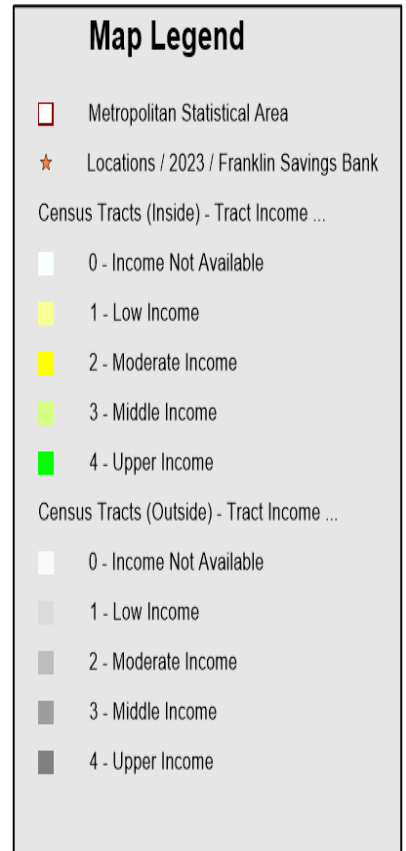 Map Legend
Metropolitan Statistical Area
Locations / 2023 / Franklin Savings Bank
Census Tracts (Inside) - Tract Income ...
0 - Income Not Available
1 - Low Income
2 - Moderate Income
3 - Middle Income
4 - Upper Income
Census Tracts (Outside) - Tract Income ...
0 - Income Not Available
1 - Low Income
2 - Moderate Income
3 - Middle Income
4 - Upper Income